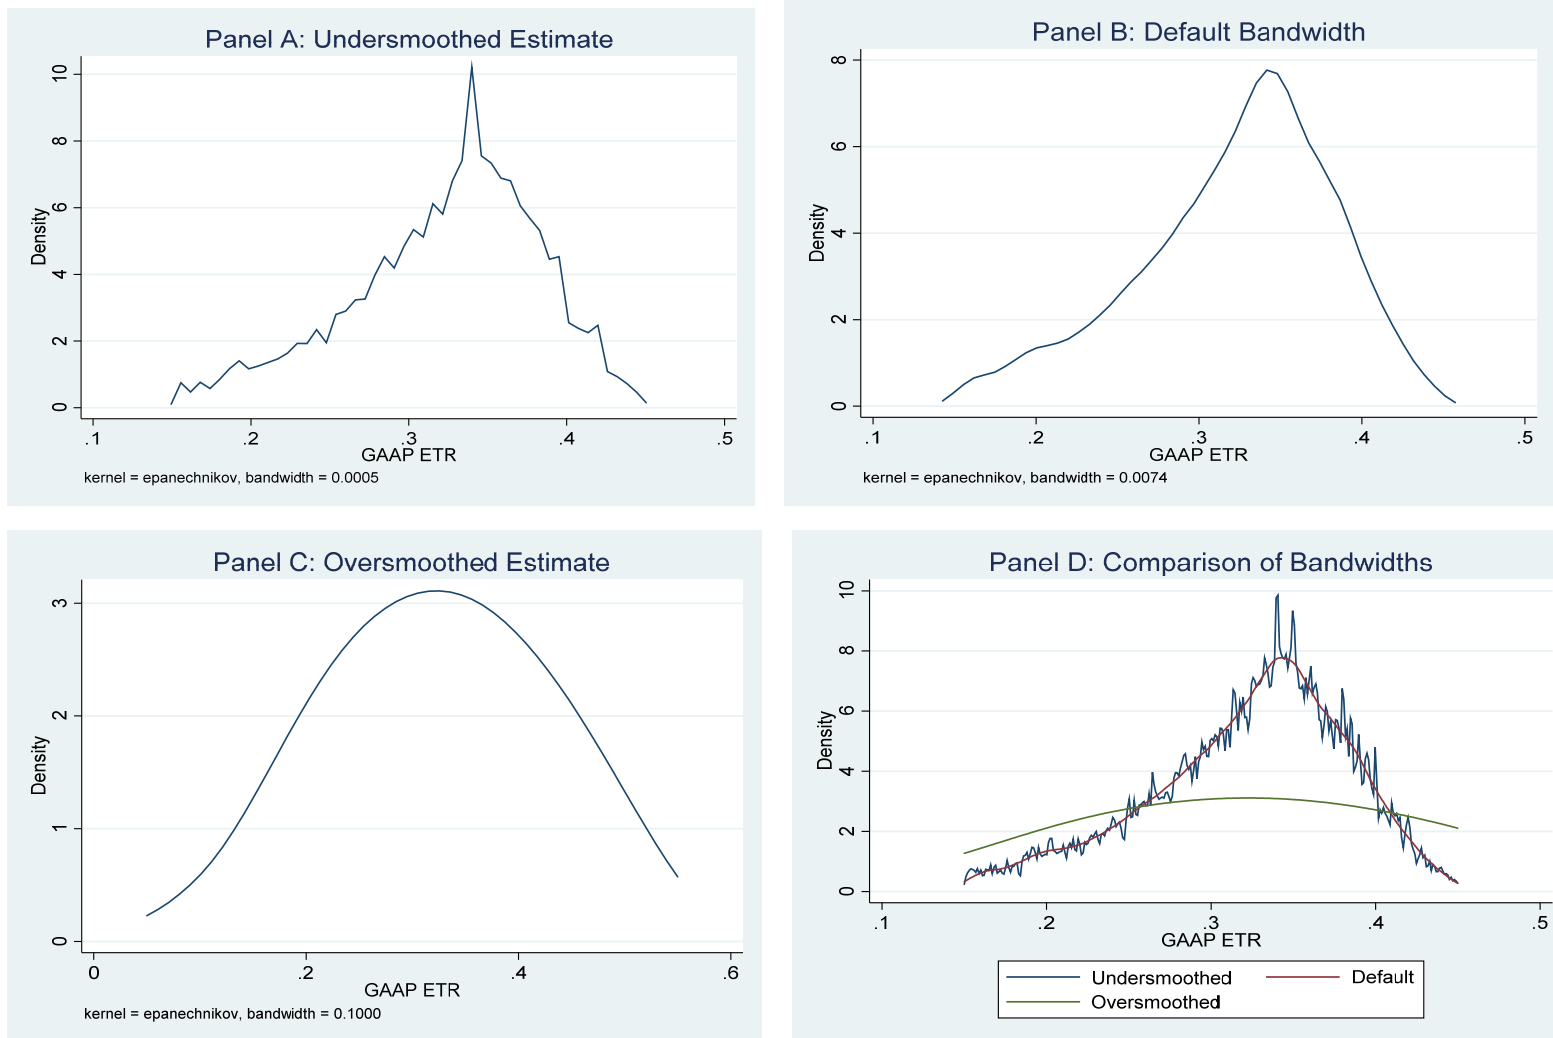 Panel A: Undersmoothed Estimate
Density
0
2
4
6
8
10
.1
.2
.3
.4
.5
GAAP ETR
kernel = epanechnikov, bandwidth = 0.0005
Panel B: Default Bandwidth
Density
0
2
4
6
8
.1
.2
.3
.4
.5
GAAP ETR
kernel = epanechnikov, bandwidth = 0.0074
Panel C: Oversmoothed Estimate
Density
0
1
2
3
0
.2
.4
.6
GAAP ETR
kernel = epanechnikov, bandwidth = 0.1000
Panel D: Comparison of Bandwidths
Density
0
2
4
6
8
10
.1
.2
.3
.4
.5
GAAP ETR
Undersmoothed
Default
Oversmoothed